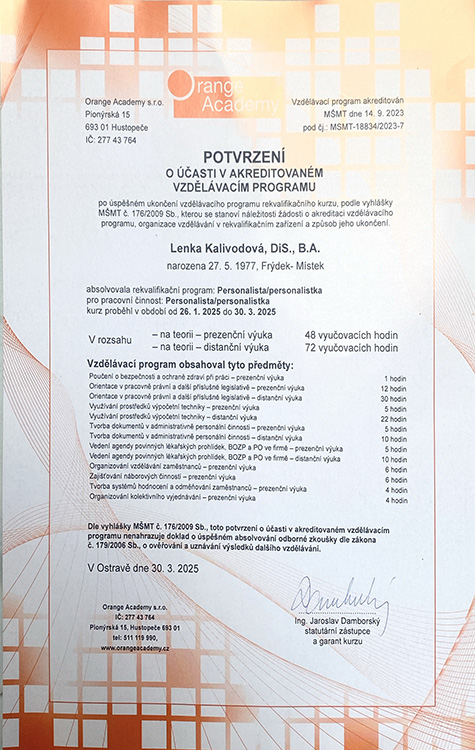 Orange
Academy
Orange Academy s.r.o.
Pionýrská 15
693 01 Hustopeče
IČ: 277 43 764
Vzdělávací program akreditován
MŠMT dne 14. 9. 2023
pod čj.: MSMT-18834/2023-7
POTVRZENÍ
O ÚČASTI V AKREDITOVANÉM
VZDĚLÁVACÍM PROGRAMU
po úspěšném ukončení vzdělávacího programu rekvalifikačního kurzu, podle vyhlášky
MŠMT č. 176/2009 Sb., kterou se stanoví náležitosti žádosti o akreditaci vzdělávacího
programu, organizace vzdělávání v rekvalifikačním zařízení a způsob jeho ukončení.
Lenka Kalivodová, DiS., B.A.
narozena 27. 5. 1977, Frýdek- Místek
absolvovala rekvalifikační program: Personalista/personalistka
pro pracovní činnost: Personalista/personalistka
kurz proběhl v období od 26. 1. 2025 do 30. 3. 2025
V rozsahu
– na teorii – prezenční výuka 48 vyučovacích hodin
– na teorii – distanční výuka 72 vyučovacích hodin
Vzdělávací program obsahoval tyto předměty:
Poučení o bezpečnosti a ochraně zdraví při práci – prezenční výuka 1 hodin
Orientace v pracovně právní a další příslušné legislativě – prezenční výuka 12 hodin
Orientace v pracovně právní a další příslušné legislativě – distanční výuka 30 hodin
Využívání prostředků výpočetní techniky – prezenční výuka 5 hodin
Využívání prostředků výpočetní techniky – distanční výuka 22 hodin
Tvorba dokumentů v administrativě personální činnosti – prezenční výuka 5 hodin
Tvorba dokumentů v administrativě personální činnosti – distanční výuka 10 hodin
Vedení agendy povinných lékařských prohlídek, BOZP a PO ve firmě – prezenční výuka 5 hodin
Vedení agendy povinných lékařských prohlídek, BOZP a PO ve firmě – distanční výuka 10 hodin
Organizování vzdělávání zaměstnanců – prezenční výuka 6 hodin
Zajišťování náborových činností – prezenční výuka 6 hodin
Tvorba systémů hodnocení a odměňování zaměstnanců – prezenční výuka 4 hodin
Organizování kolektivního vyjednávání – prezenční výuka 4 hodin
Dle vyhlášky MŠMT č. 176/2009 Sb., toto potvrzení o účasti v akreditovaném vzdělávacím
programu nenahrazuje doklad o úspěšném absolvování odborné zkoušky dle zákona
č. 179/2006 Sb., o ověřování a uznávání výsledků dalšího vzdělávání.
V Ostravě dne 30. 3. 2025
Orange Academy s.r.o.
IČ: 277 43 764
Pionýrská 15, Hustopeče 693 01
tel: 511 119 990,
www.orangeacademy.cz
Ing. Jaroslav Damborský
statutární zástupce
a garant kurzu